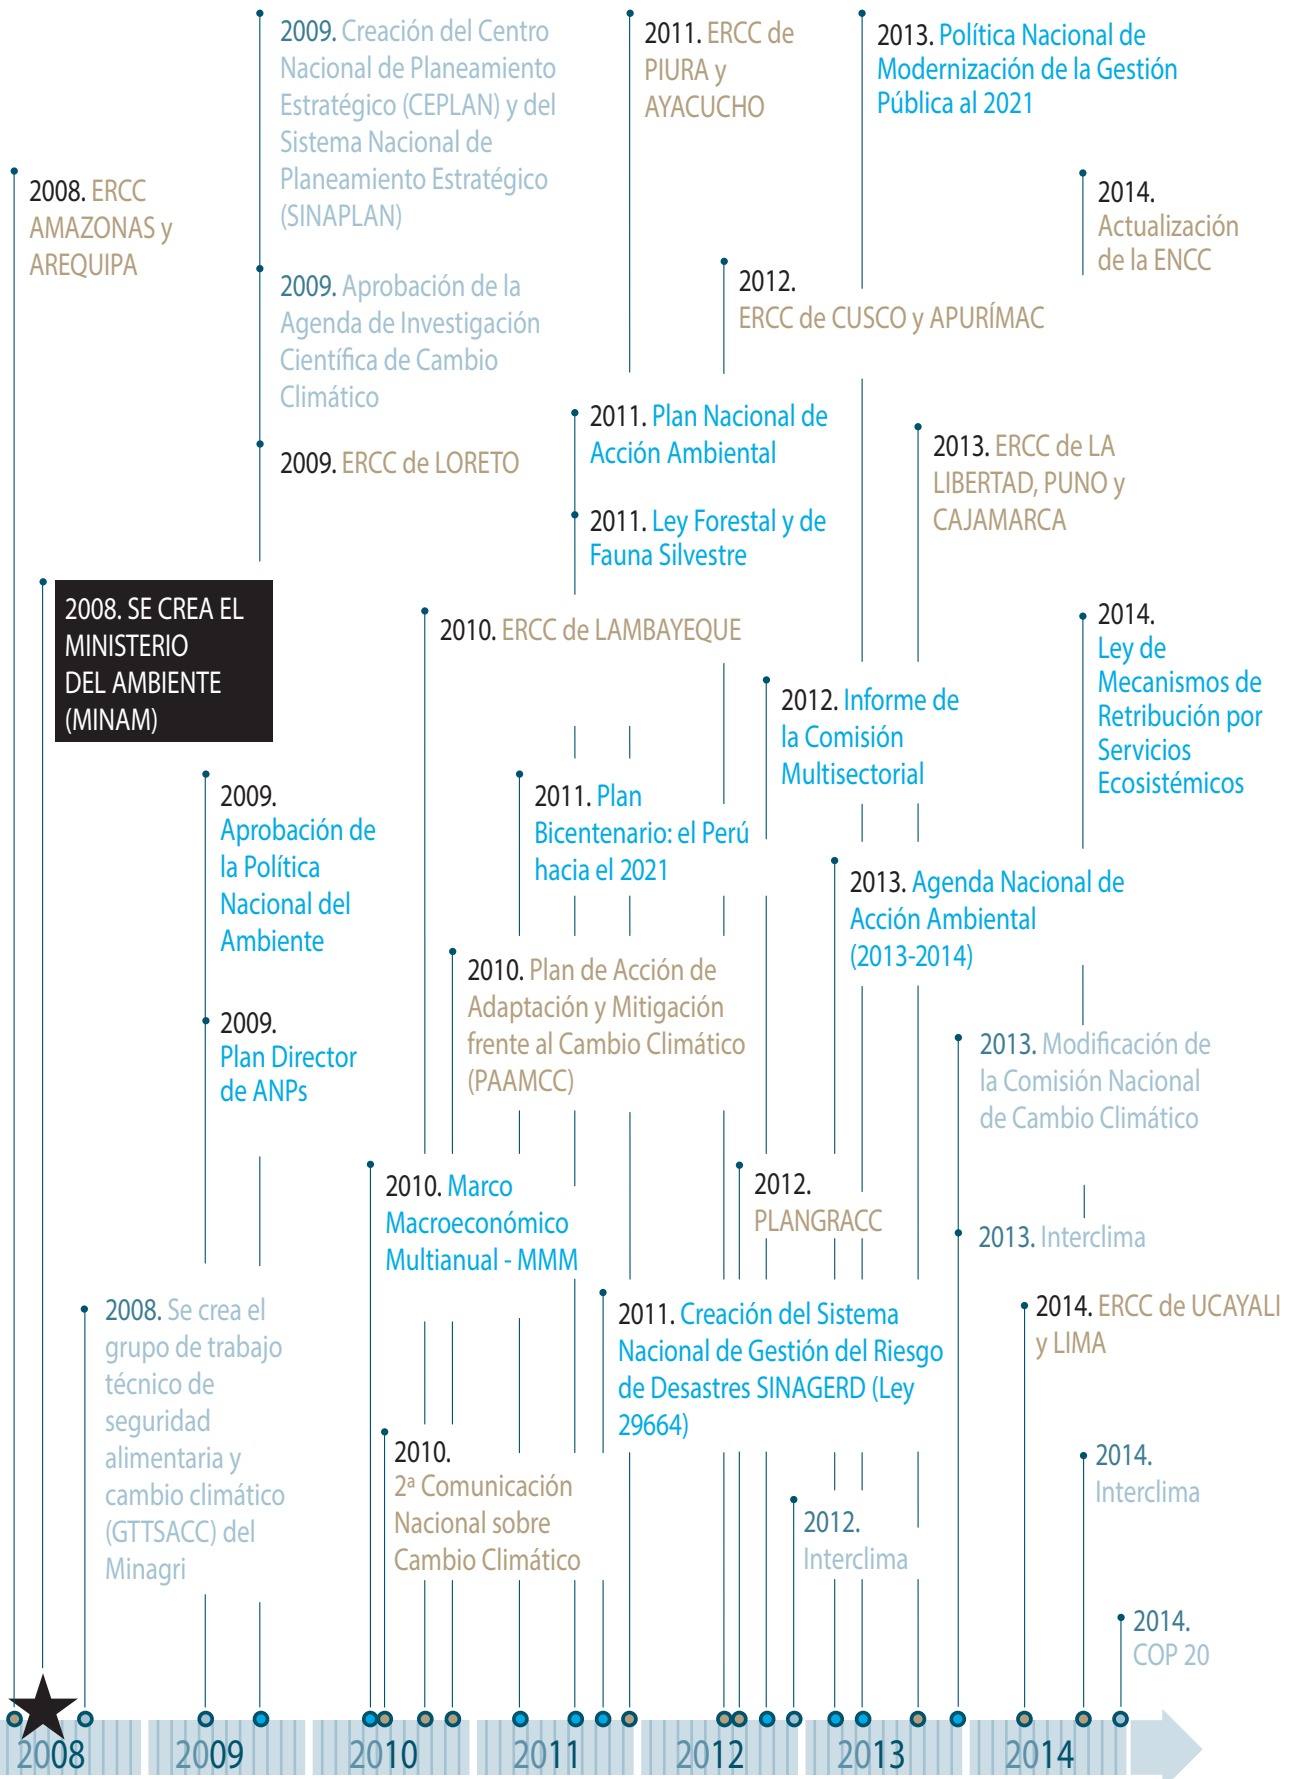 2009. Creación del Centro
Nacional de Planeamiento
Estratégico (CEPLAN) y del
Sistema Nacional de
Planeamiento Estratégico
(SINAPLAN)
2011. ERCC de
PIURA y
AYACUCHO
2013. Política Nacional de
Modernización de la Gestión
Pública al 2021
2008. ERCC
AMAZONAS y
AREQUIPA
2014.
Actualización
de la ENCC
2009. Aprobación de la
Agenda de Investigación
Científica de Cambio
Climático
2012.
ERCC de CUSCO y APURÍMAC
2009. ERCC de LORETO
2011. Plan Nacional de
Acción Ambiental
2013. ERCC de LA
LIBERTAD, PUNO y
CAJAMARCA
2011. Ley Forestal y de
Fauna Silvestre
2008. SE CREA EL
MINISTERIO
DEL AMBIENTE
(MINAM)
2010. ERCC de LAMBAYEQUE
2014.
Ley de
Mecanismos de
Retribución por
Servicios
Ecosistémicos
2012. Informe de
la Comisión
Multisectorial
2009.
Aprobación de
la Política
Nacional del
Ambiente
2011. Plan
Bicentenario: el Perú
hacia el 2021
2013. Agenda Nacional de
Acción Ambiental
(2013-2014)
2010. Plan de Acción de
Adaptación y Mitigación
frente al Cambio Climático
(PAAMCC)
2009.
Plan Director
de ANPs
2013. Modificación de
la Comisión Nacional
de Cambio Climático
2010. Marco
Macroeconómico
Multianual - MMM
2012.
PLANGRACC
2013. Interclima
2008. Se crea el
grupo de trabajo
técnico de
seguridad
alimentaria y
cambio climático
(GTTSACC) del
Minagri
2011. Creación del Sistema
Nacional de Gestión del Riesgo
de Desastres SINAGERD (Ley
29664)
2014. ERCC de UCAYALI
y LIMA
2010.
2ª Comunicación
Nacional sobre
Cambio Climático
2014.
Interclima
2012.
Interclima
2014.
COP 20
2008 2009 2010 2011 2012 2013 2014